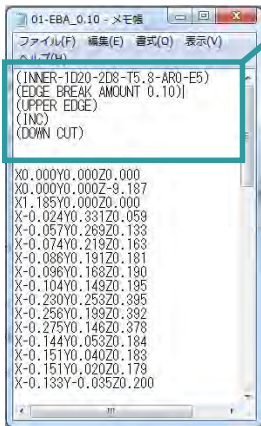 01-EBA_0.10 - メモ帳
ファイル(F) 編集(E) 書式(O) 表示(V)
ヘルプ(H)
(INNER-1D20-2D8-T5.8-AR0-E5)
(EDGE BREAK AMOUNT 0.10)
(UPPER EDGE)
(INC)
(DOWN CUT)
X0.000Y0.000Z0.000
X0.000Y0.000Z-9.187
X1.185Y0.000Z0.000
X-0.024Y0.331Z0.059
X-0.057Y0.269Z0.133
X-0.074Y0.219Z0.163
X-0.086Y0.191Z0.181
X-0.096Y0.168Z0.190
X-0.104Y0.149Z0.195
X-0.230Y0.253Z0.395
X-0.256Y0.199Z0.392
X-0.275Y0.146Z0.378
X-0.144Y0.053Z0.184
X-0.151Y0.040Z0.183
X-0.151Y0.020Z0.179
X-0.133Y-0.035Z0.200